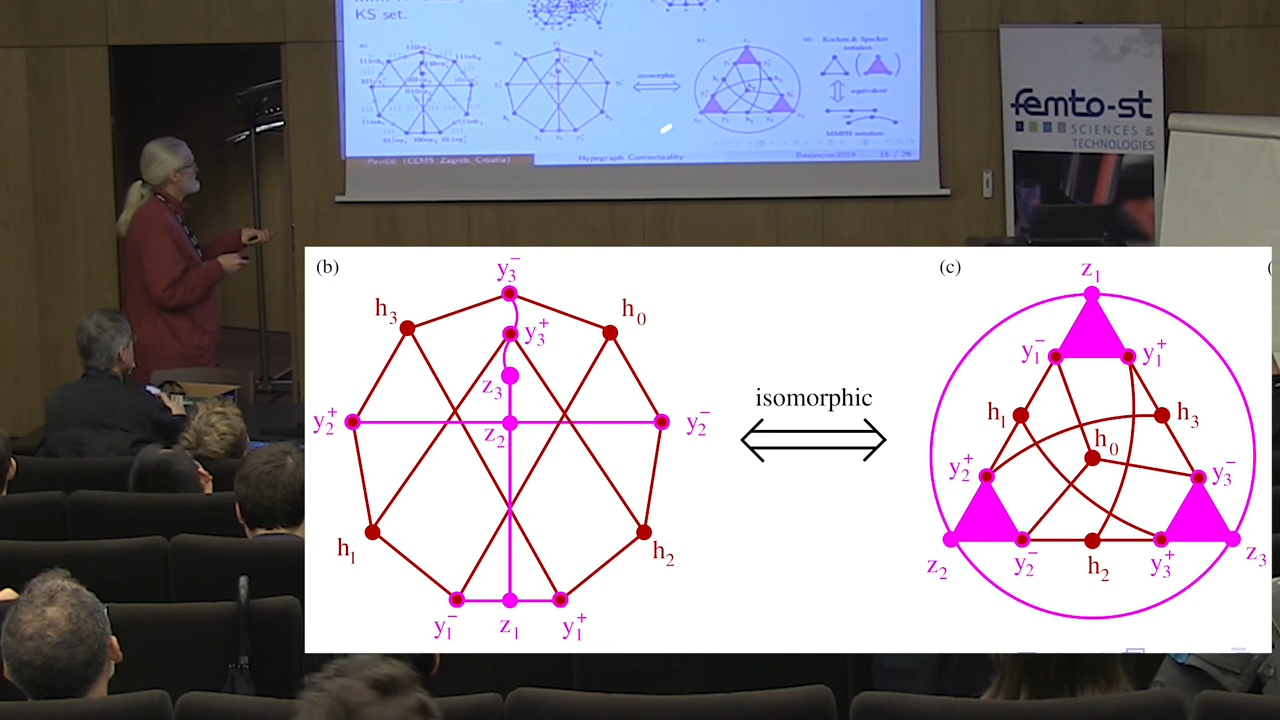 KS set.
isomorphic
Kochen & Specker
notation
equivalent
MMPH notation
Pavičić (CEMS Zagreb, Croatia)
Hypegraph Contextuality
Besançon2019
16 / 26
femto-st
SCIENCES &
TECHNOLOGIES
(b)
y₃⁻
h₃
h₀
y₃⁺
z₃
y₂⁺
z₂
y₂⁻
h₁
h₂
y₁⁻
z₁
y₁⁺
isomorphic
(c)
z₁
y₁⁻
y₁⁺
h₁
h₃
h₀
y₂⁺
y₃⁻
z₂
y₂⁻
h₂
y₃⁺
z₃